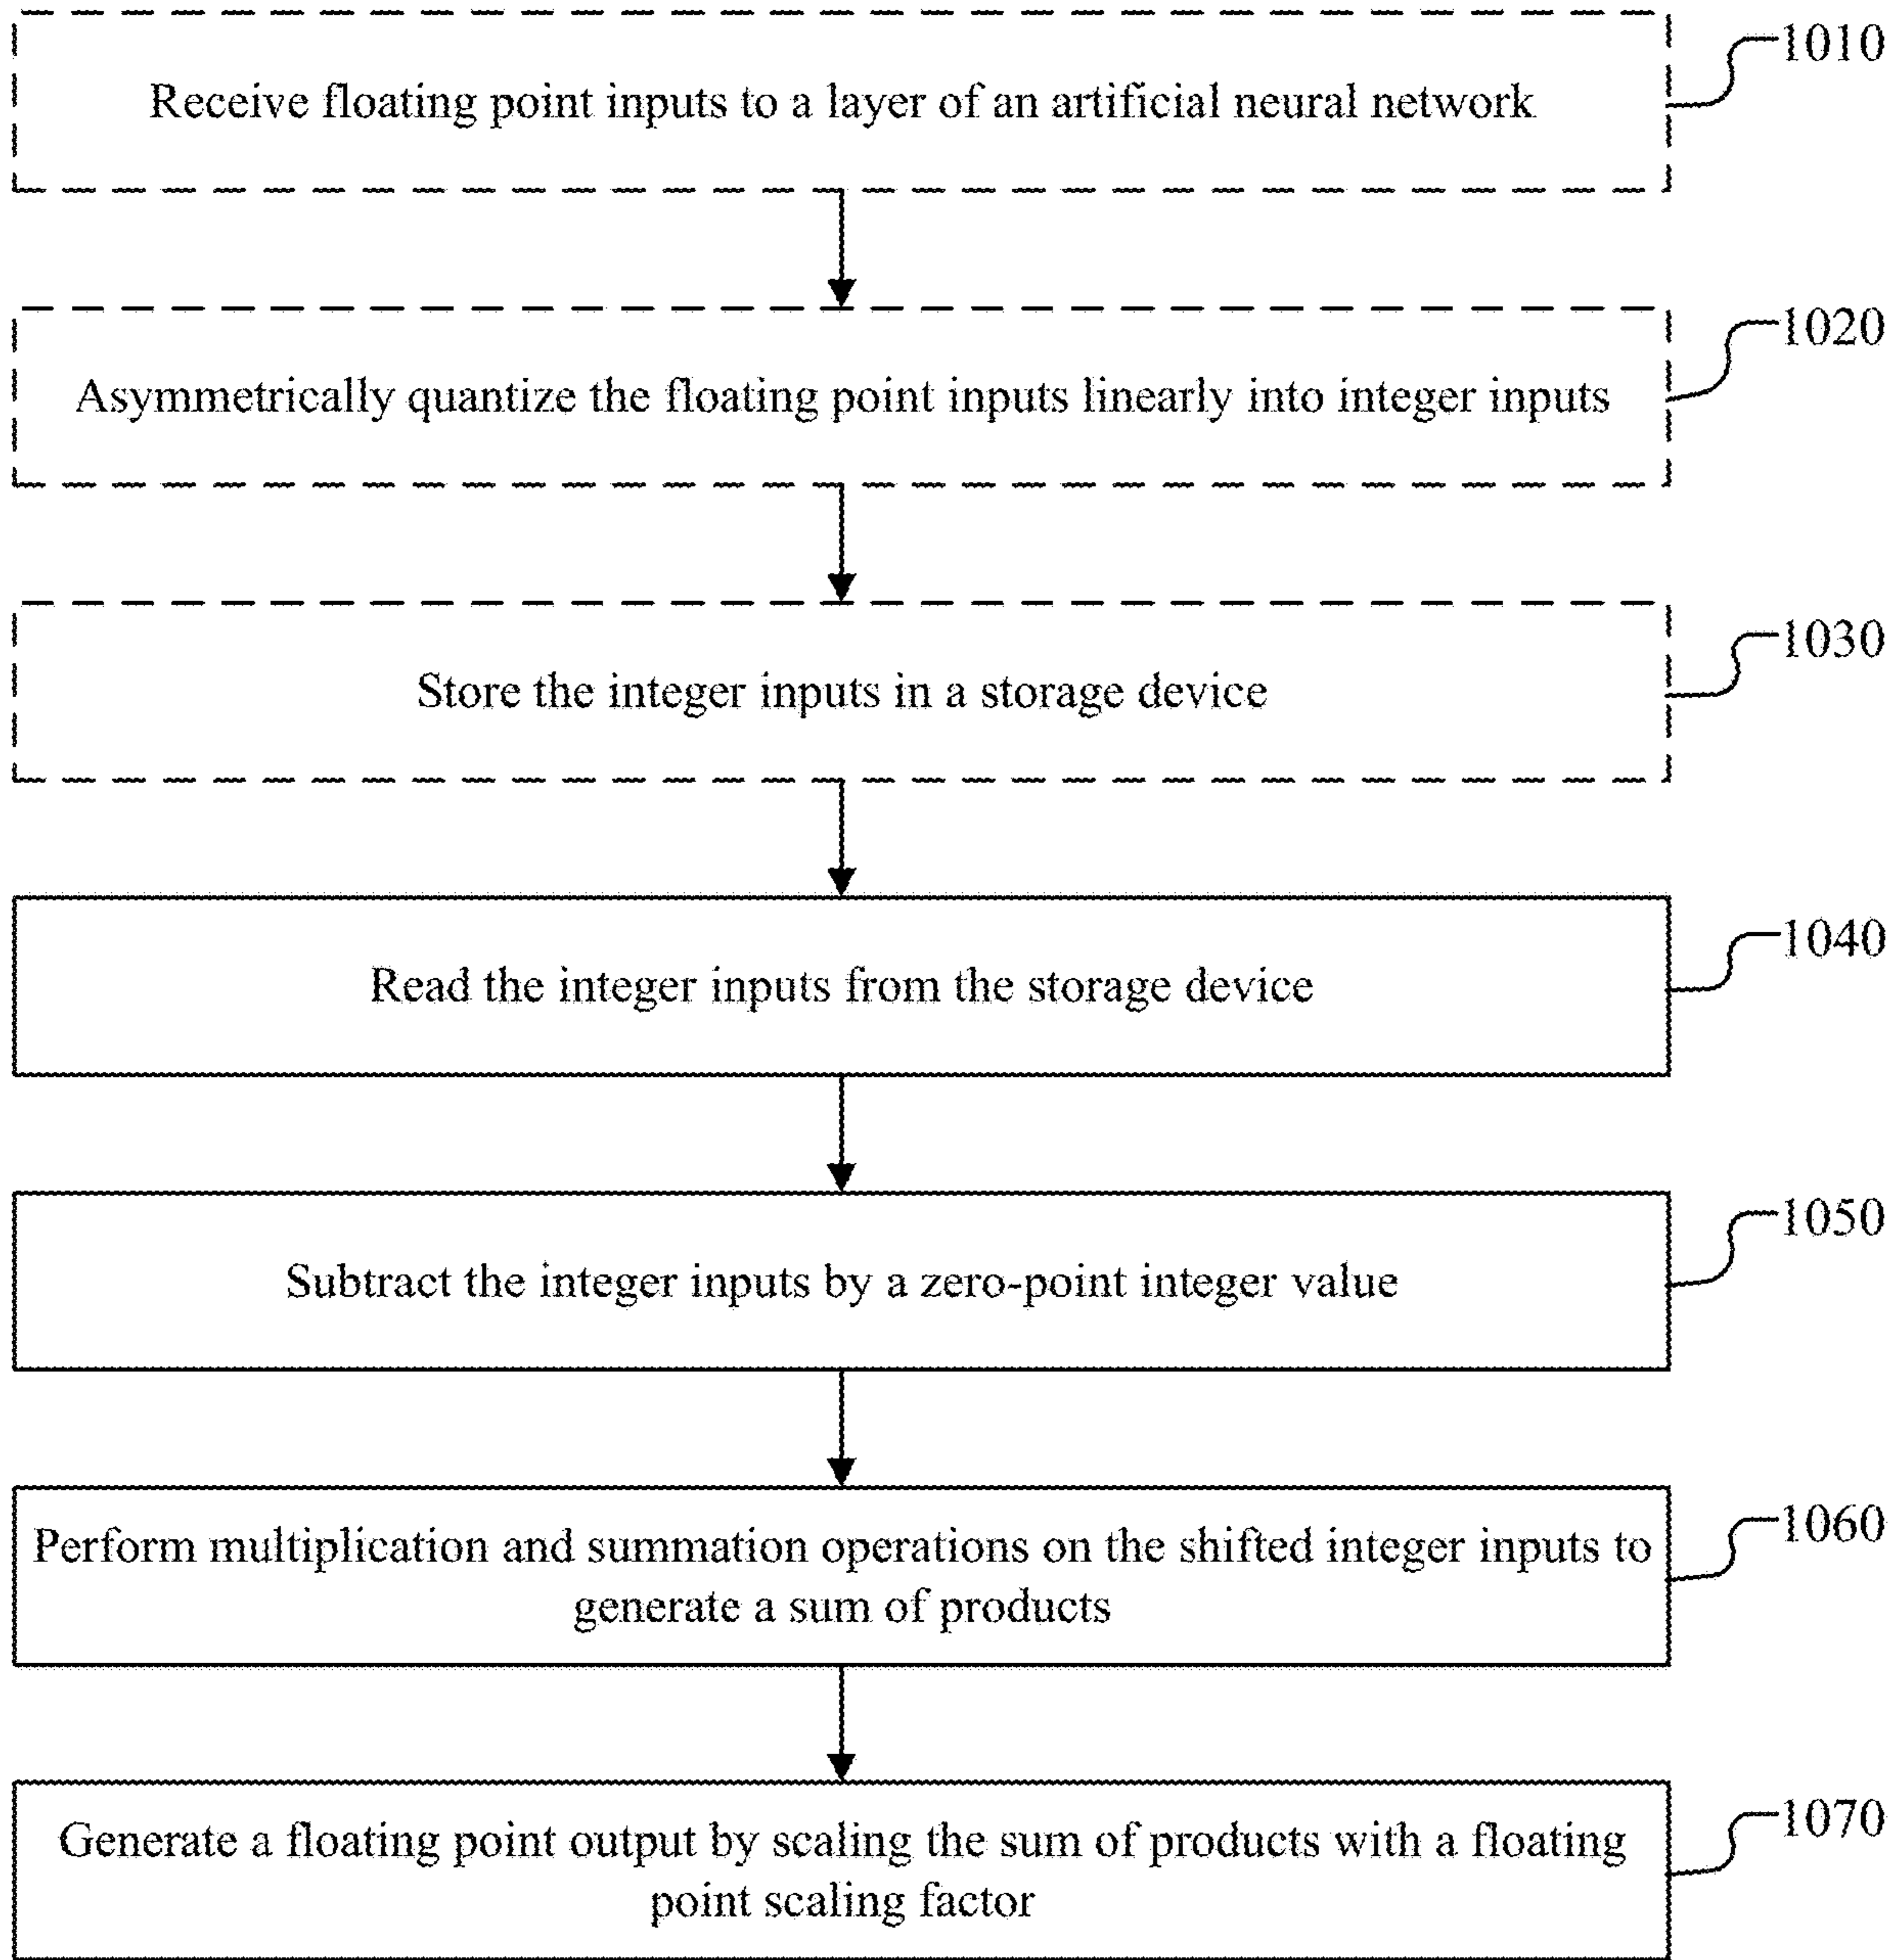 1010
Receive floating point inputs to a layer of an artificial neural network
1020
Asymmetrically quantize the floating point inputs linearly into integer inputs
1030
Store the integer inputs in a storage device
1040
Read the integer inputs from the storage device
1050
Subtract the integer inputs by a zero-point integer value
1060
Perform multiplication and summation operations on the shifted integer inputs to
generate a sum of products
1070
Generate a floating point output by scaling the sum of products with a floating
point scaling factor